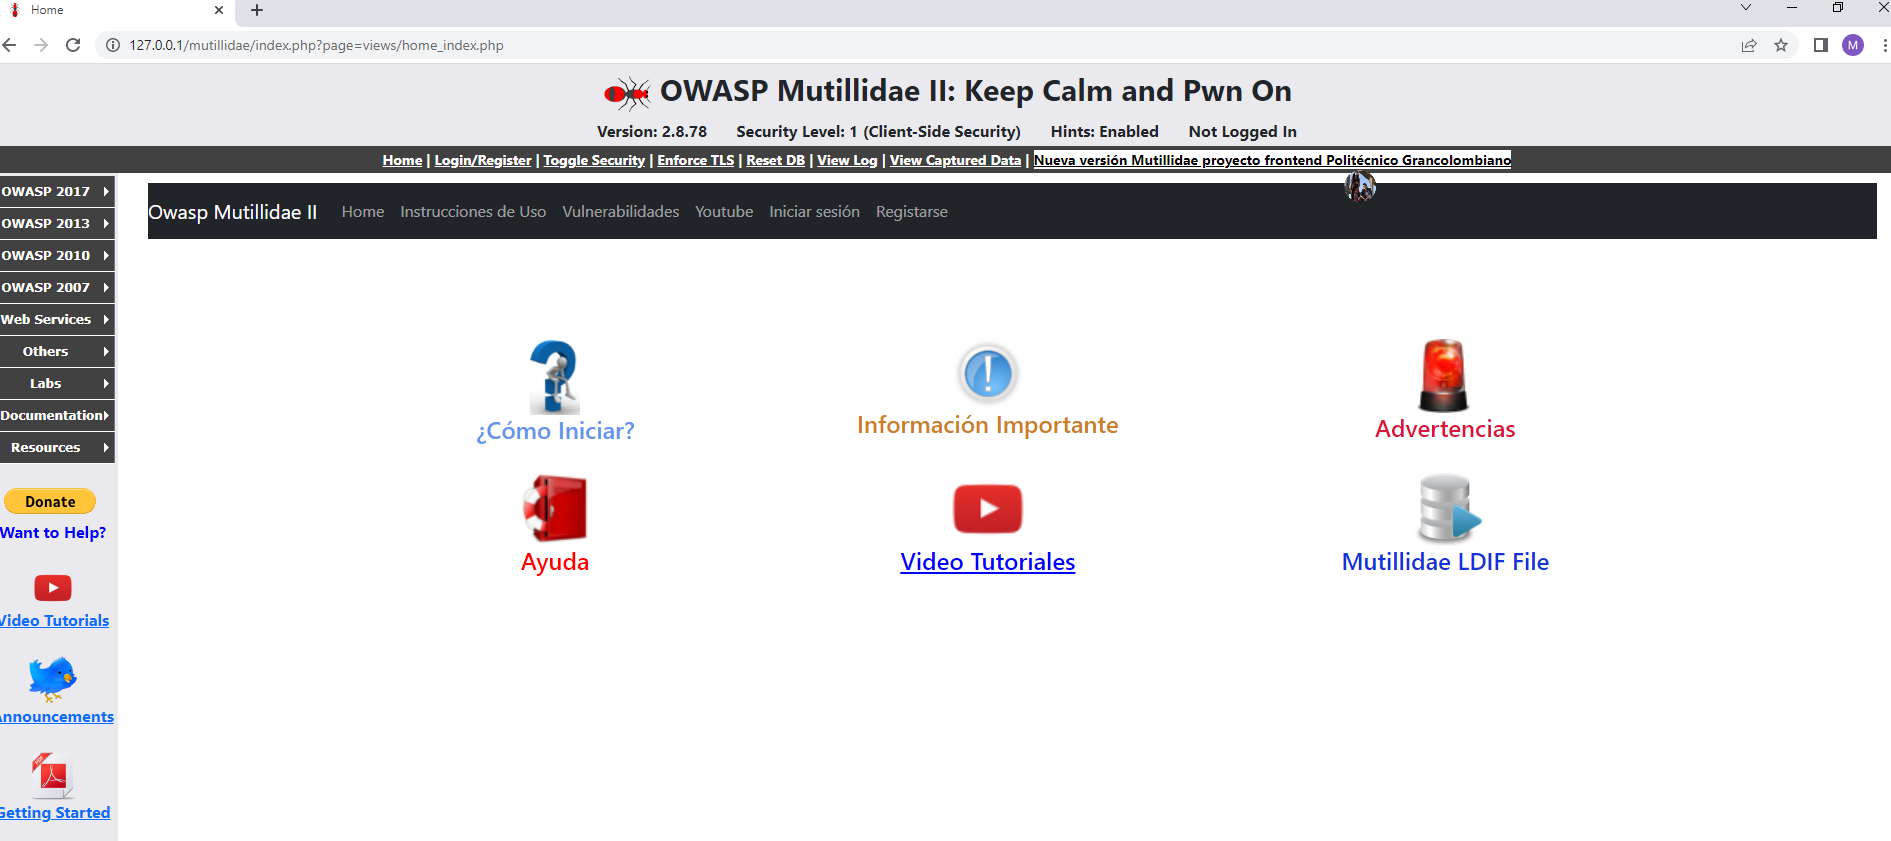 Home
127.0.0.1/mutillidae/index.php?page=views/home_index.php
M
OWASP Mutillidae II: Keep Calm and Pwn On
Version: 2.8.78 Security Level: 1 (Client-Side Security) Hints: Enabled Not Logged In
Home | Login/Register | Toggle Security | Enforce TLS | Reset DB | View Log | View Captured Data | Nueva versión Mutillidae proyecto frontend Politécnico Grancolombiano
OWASP 2017
OWASP 2013
OWASP 2010
OWASP 2007
Web Services
Others
Labs
Documentation
Resources
Donate
Want to Help?
Video Tutorials
Announcements
PDF
Getting Started
Owasp Mutillidae II Home Instrucciones de Uso Vulnerabilidades Youtube Iniciar sesión Registarse
¿Cómo Iniciar?
Información Importante
Advertencias
Ayuda
Video Tutoriales
Mutillidae LDIF File